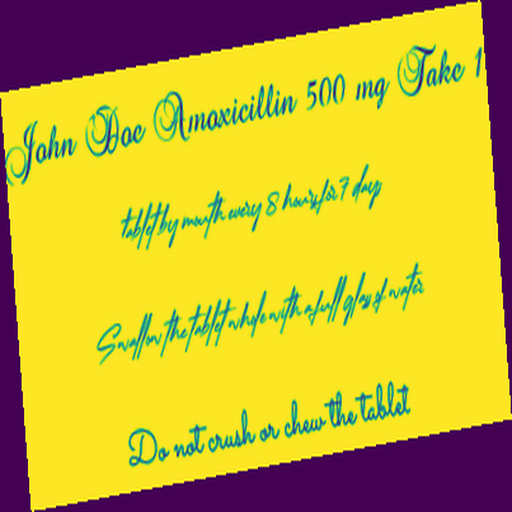 John Doe Amoxicillin 500 mg Take 1
tablet by mouth every 8 hours for 7 days
Swallow the tablet whole with a full glass of water
Do not crush or chew the tablet